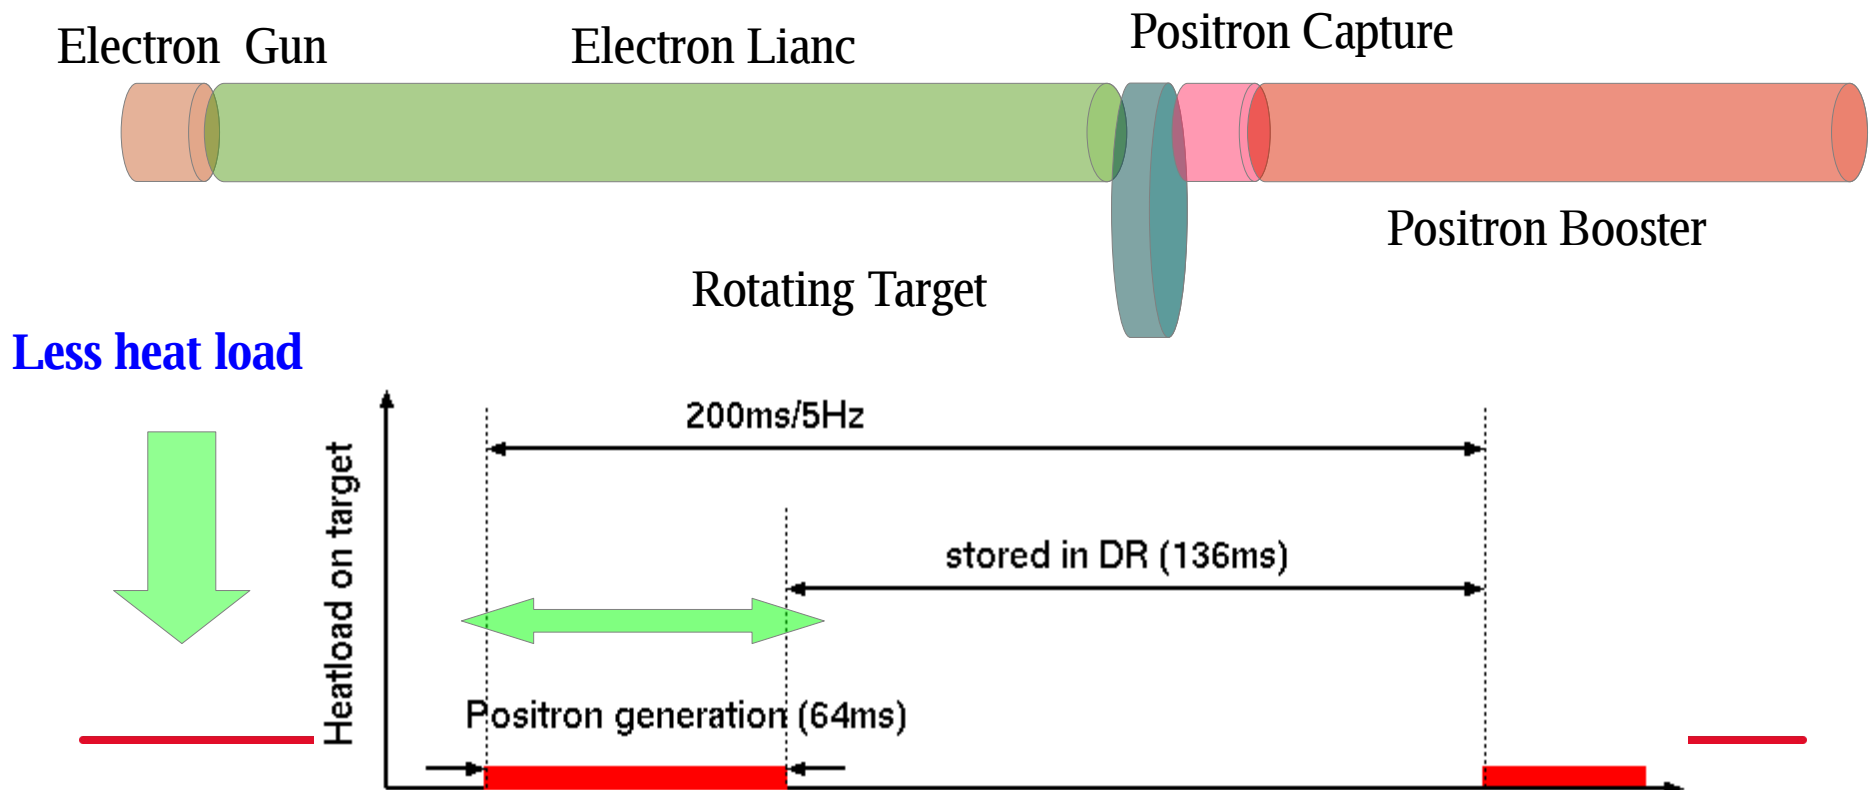 Electron Gun
Electron Lianc
Positron Capture
Positron Booster
Rotating Target
Less heat load
Heatload on target
200ms/5Hz
stored in DR (136ms)
Positron generation (64ms)